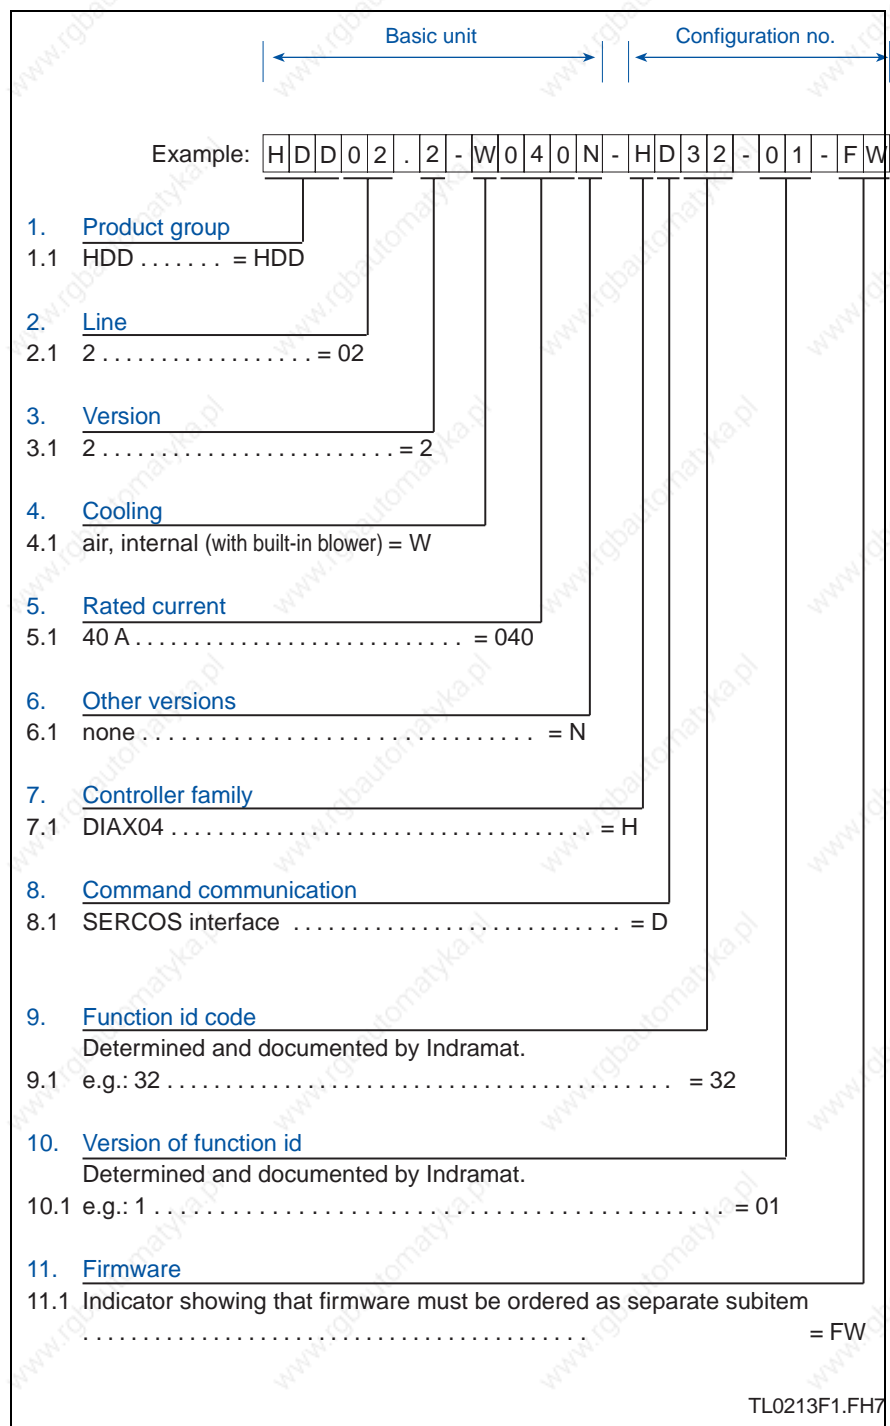 Basic unit Configuration no.
Example: HDD02.2-W040N-HD32-01-FW
1. Product group
1.1 HDD . . . . . . . = HDD
2. Line
2.1 2 . . . . . . . . . . . . . . . . . . = 02
3. Version
3.1 2 . . . . . . . . . . . . . . . . . . . . . . . . . = 2
4. Cooling
4.1 air, internal (with built-in blower) = W
5. Rated current
5.1 40 A . . . . . . . . . . . . . . . . . . . . . . . . . . . . = 040
6. Other versions
6.1 none . . . . . . . . . . . . . . . . . . . . . . . . . . . . . . . . = N
7. Controller family
7.1 DIAX04 . . . . . . . . . . . . . . . . . . . . . . . . . . . . . . . . . . . . = H
8. Command communication
8.1 SERCOS interface . . . . . . . . . . . . . . . . . . . . . . . . . . . . = D
9. Function id code
Determined and documented by Indramat.
9.1 e.g.: 32 . . . . . . . . . . . . . . . . . . . . . . . . . . . . . . . . . . . . . . . . . . . = 32
10. Version of function id
Determined and documented by Indramat.
10.1 e.g.: 1 . . . . . . . . . . . . . . . . . . . . . . . . . . . . . . . . . . . . . . . . . . . . = 01
11. Firmware
11.1 Indicator showing that firmware must be ordered as separate subitem
. . . . . . . . . . . . . . . . . . . . . . . . . . . . . . . . . . . . . . . . . . = FW
TL0213F1.FH7
www.rgbautomatyka.pl